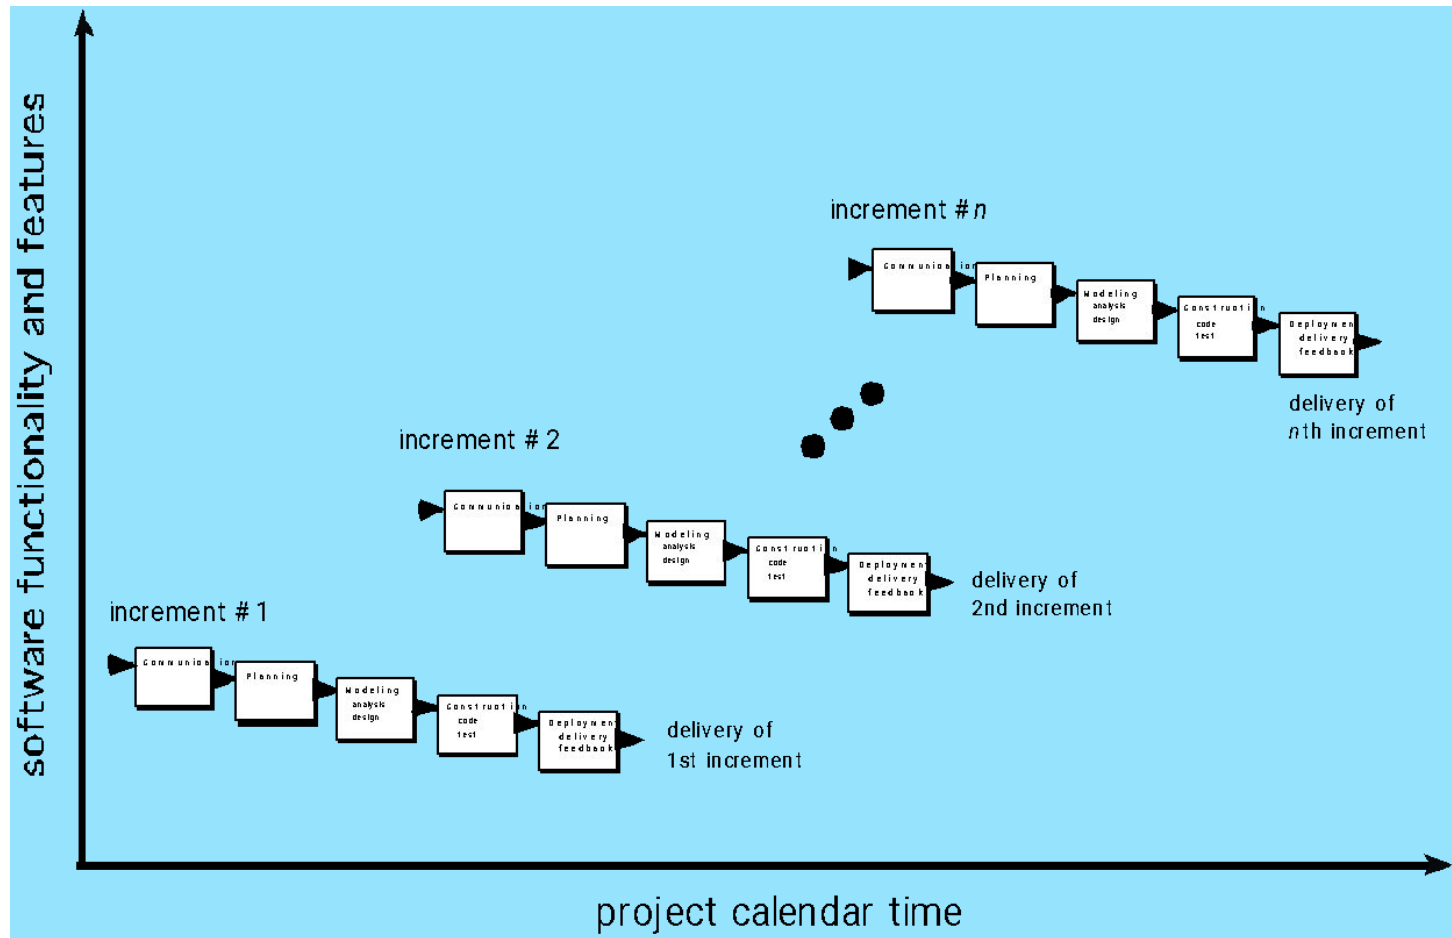 software functionality and features
increment # n
Communication
Planning
Modeling
analysis
design
Construction
code
test
Deployment
delivery
feedback
delivery of
nth increment
increment # 2
Communication
Planning
Modeling
analysis
design
Construction
code
test
Deployment
delivery
feedback
delivery of
2nd increment
increment # 1
Communication
Planning
Modeling
analysis
design
Construction
code
test
Deployment
delivery
feedback
delivery of
1st increment
project calendar time